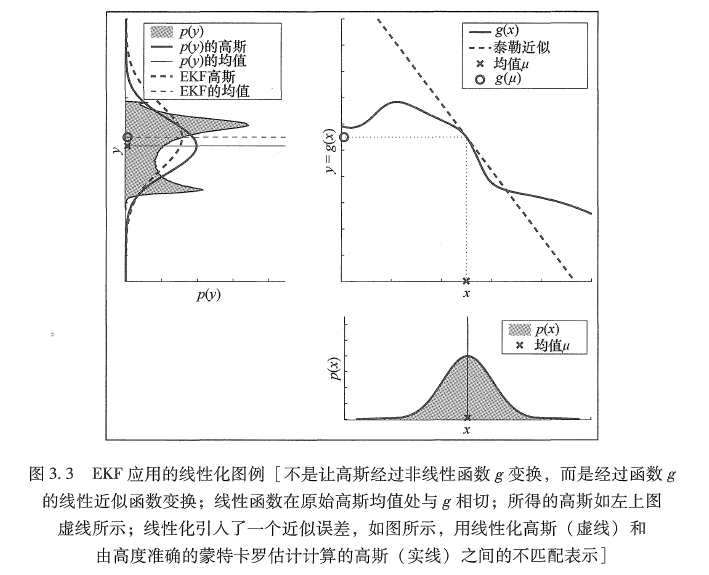 p(y)
p(y)的高斯
p(y)的均值
EKF高斯
EKF的均值
y
p(y)
g(x)
泰勒近似
均值μ
g(μ)
y = g(x)
x
p(x)
均值μ
p(x)
x
图 3. 3 EKF 应用的线性化图例 [ 不是让高斯经过非线性函数 g 变换，而是经过函数 g
的线性近似函数变换；线性函数在原始高斯均值处与 g 相切；所得的高斯如左上图
虚线所示；线性化引入了一个近似误差，如图所示，用线性化高斯（虚线）和
由高度准确的蒙特卡罗估计计算的高斯（实线）之间的不匹配表示 ]